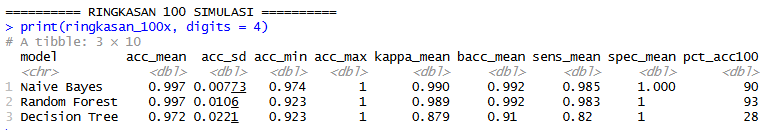 ========== RINGKASAN 100 SIMULASI ==========
> print(ringkasan_100x, digits = 4)
# A tibble: 3 × 10
model acc_mean acc_sd acc_min acc_max kappa_mean bacc_mean sens_mean spec_mean pct_acc100
<chr> <dbl> <dbl> <dbl> <dbl> <dbl> <dbl> <dbl> <dbl> <dbl>
1 Naive Bayes 0.997 0.00773 0.974 1 0.990 0.992 0.985 1.000 90
2 Random Forest 0.997 0.0106 0.923 1 0.989 0.992 0.983 1 93
3 Decision Tree 0.972 0.0221 0.923 1 0.879 0.91 0.82 1 28